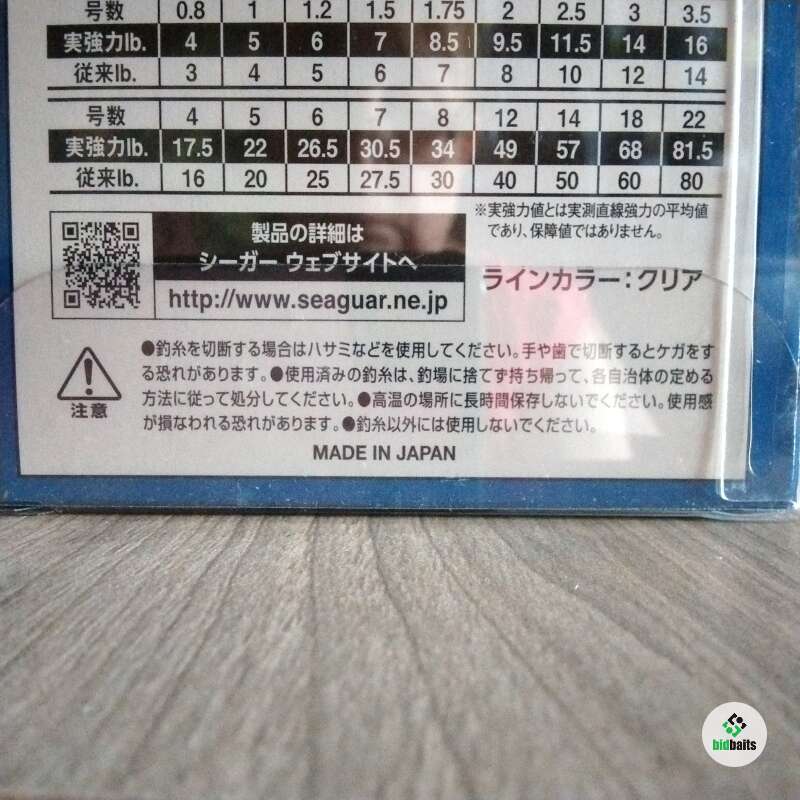 号数 0.8 1 1.2 1.5 1.75 2 2.5 3 3.5
実強力lb. 4 5 6 7 8.5 9.5 11.5 14 16
従来lb. 3 4 5 6 7 8 10 12 14
号数 4 5 6 7 8 12 14 18 22
実強力lb. 17.5 22 26.5 30.5 34 49 57 68 81.5
従来lb. 16 20 25 27.5 30 40 50 60 80
※実強力値とは実測直線強力の平均値
であり、保障値ではありません。
製品の詳細は
シーガー ウェブサイトへ
http://www.seaguar.ne.jp
ラインカラー：クリア
●釣糸を切断する場合はハサミなどを使用してください。手や歯で切断するとケガをす
る恐れがあります。●使用済みの釣糸は、釣場に捨てず持ち帰って、各自治体の定める
方法に従って処分してください。●高温の場所に長時間保存しないでください。使用感
が損なわれる恐れがあります。●釣糸以外には使用しないでください。
注意
MADE IN JAPAN
bidbaits